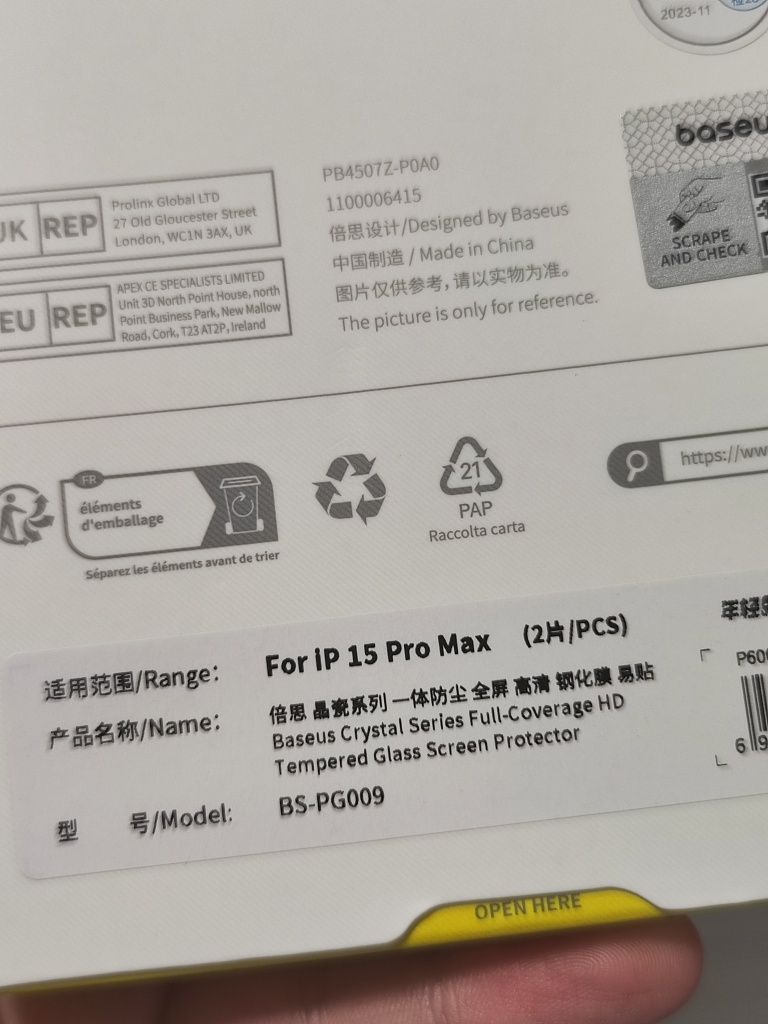 2023-11
baseu
SCRAPE
AND CHECK
UK REP
Prolinx Global LTD
27 Old Gloucester Street
London, WC1N 3AX, UK
EU REP
APEX CE SPECIALISTS LIMITED
Unit 3D North Point House, north
Point Business Park, New Mallow
Road, Cork, T23 AT2P, Ireland
PB4507Z-P0A0
1100006415
倍思设计/Designed by Baseus
中国制造 / Made in China
图片仅供参考，请以实物为准。
The picture is only for reference.
FR
éléments
d'emballage
Séparez les éléments avant de trier
21
PAP
Raccolta carta
https://ww
适用范围/Range: For iP 15 Pro Max (2片/PCS)
产品名称/Name: 倍思 晶瓷系列 一体防尘 全屏 高清 钢化膜 易贴
Baseus Crystal Series Full-Coverage HD
Tempered Glass Screen Protector
型 号/Model: BS-PG009
年轻
P60
6 9
OPEN HERE